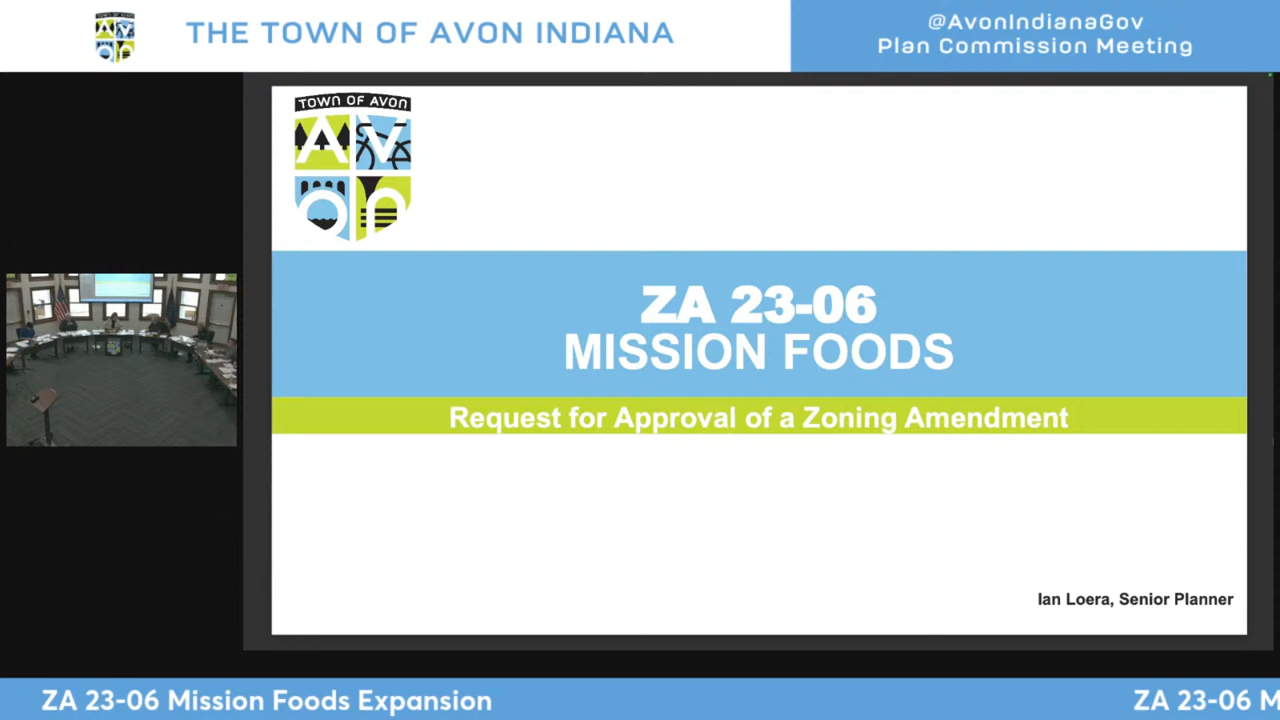 THE TOWN OF AVON INDIANA
@AvonIndianaGov
Plan Commission Meeting
TOWN OF AVON
AVON
ZA 23-06
MISSION FOODS
Request for Approval of a Zoning Amendment
Ian Loera, Senior Planner
ZA 23-06 Mission Foods Expansion
ZA 23-06 M